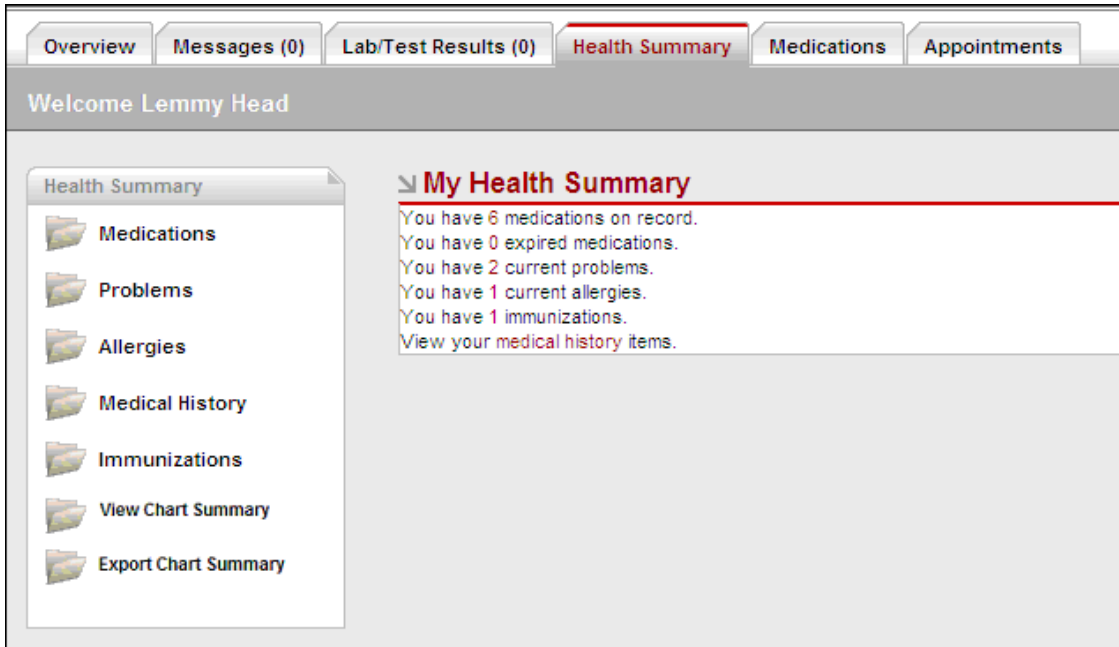 Overview Messages (0) Lab/Test Results (0) Health Summary Medications Appointments
Welcome Lemmy Head
Health Summary
Medications
Problems
Allergies
Medical History
Immunizations
View Chart Summary
Export Chart Summary
My Health Summary
You have 6 medications on record.
You have 0 expired medications.
You have 2 current problems.
You have 1 current allergies.
You have 1 immunizations.
View your medical history items.